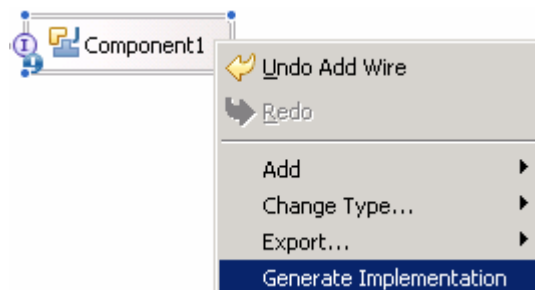 I
Component1
Undo Add Wire
Redo
Add
Change Type...
Export...
Generate Implementation